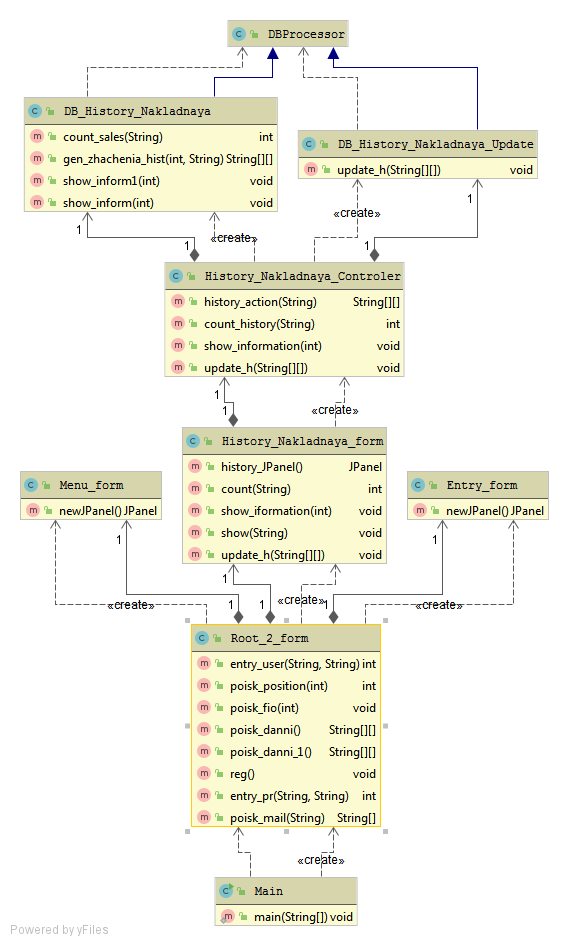 DBProcessor
DB_History_Nakladnaya
count_sales(String) int
gen_zhachenia_hist(int, String) String[][]
show_inform1(int) void
show_inform(int) void
DB_History_Nakladnaya_Update
update_h(String[][]) void
«create»
1
1
«create»
1
1
History_Nakladnaya_Controler
history_action(String) String[][]
count_history(String) int
show_information(int) void
update_h(String[][]) void
1
1
«create»
History_Nakladnaya_form
history_JPanel() JPanel
count(String) int
show_iformation(int) void
show(String) void
update_h(String[][]) void
Menu_form
newJPanel() JPanel
Entry_form
newJPanel() JPanel
1
1
«create»
1
1
«create»
1
1
«create»
Root_2_form
entry_user(String, String) int
poisk_position(int) int
poisk_fio(int) void
poisk_danni() String[][]
poisk_danni_1() String[][]
reg() void
entry_pr(String, String) int
poisk_mail(String) String[]
«create»
Main
main(String[]) void
Powered by yFiles